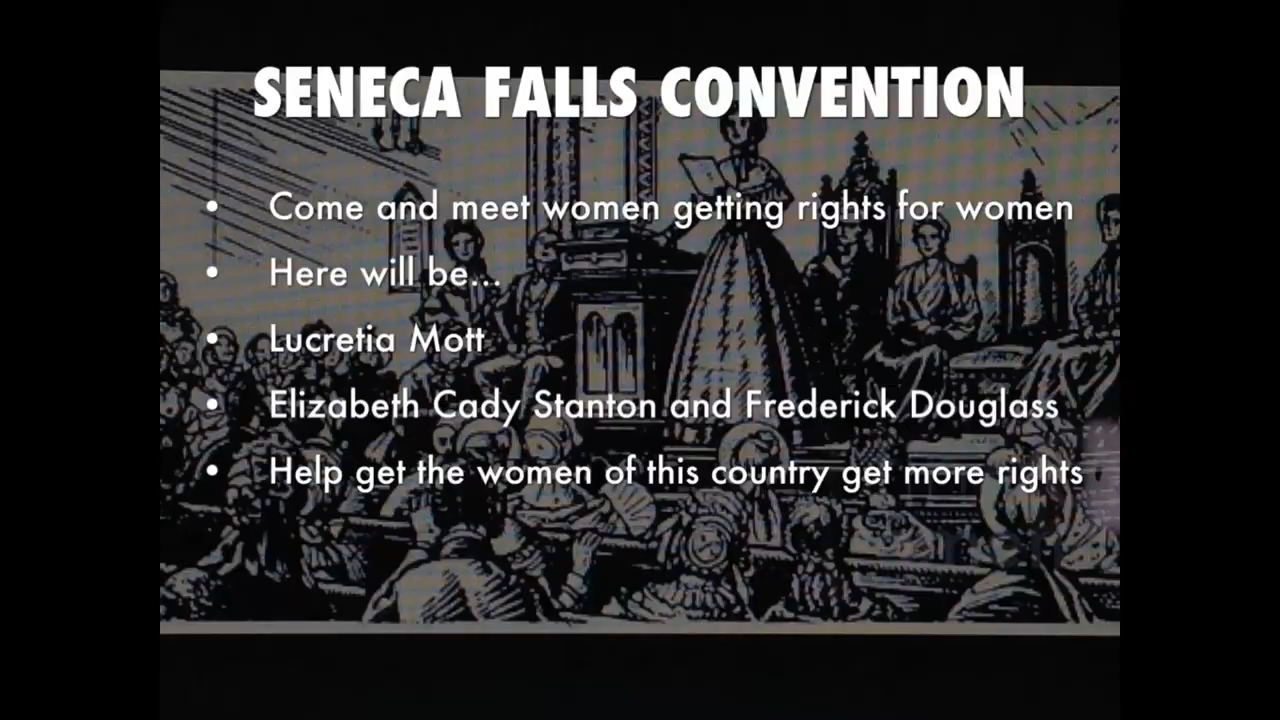 SENECA FALLS CONVENTION
• Come and meet women getting rights for women
• Here will be...
• Lucretia Mott
• Elizabeth Cady Stanton and Frederick Douglass
• Help get the women of this country get more rights